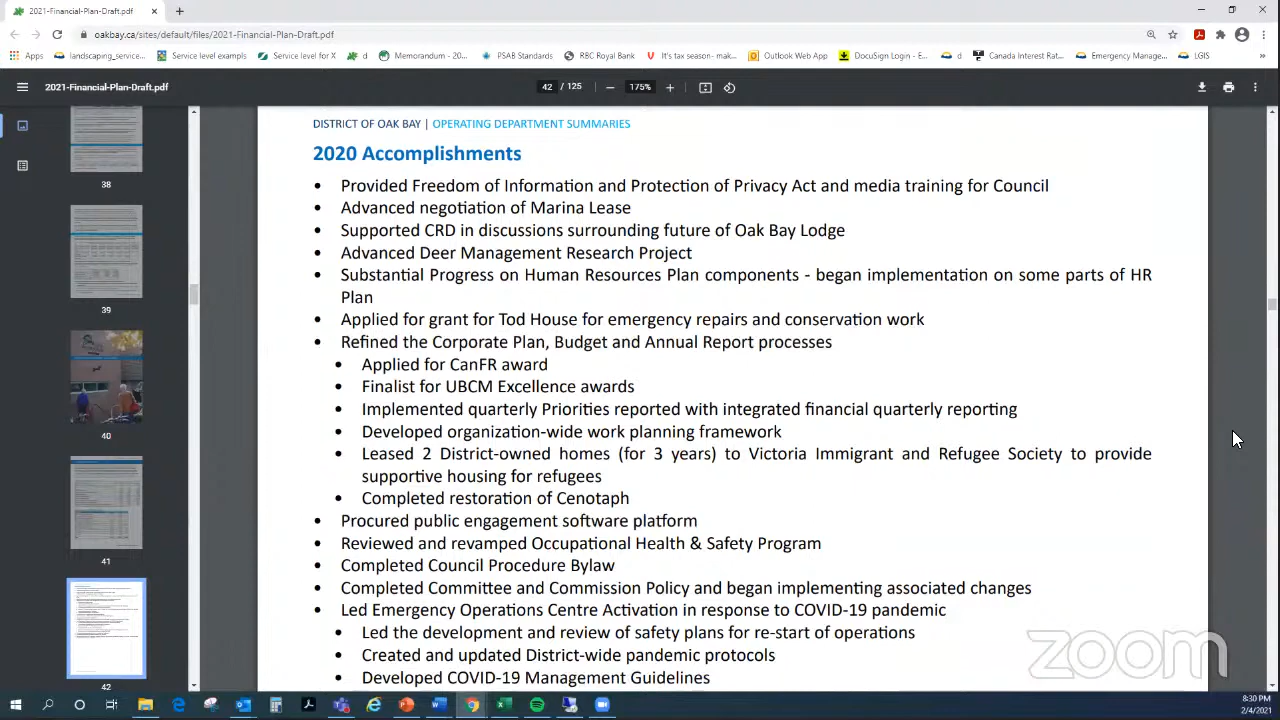 2021-Financial-Plan-Draft.pdf
oakbay.ca/sites/default/files/2021-Financial-Plan-Draft.pdf
Apps landscaping_service... Service level examples Service Level for X d Memorandum - 20... PSAB Standards RBC Royal Bank It's tax season- mak... Outlook Web App DocuSign Login - E... d Canada Interest Rat... Emergency Manage... LGIS
2021-Financial-Plan-Draft.pdf 42 / 125 175%
38
39
40
41
42
DISTRICT OF OAK BAY | OPERATING DEPARTMENT SUMMARIES
2020 Accomplishments
• Provided Freedom of Information and Protection of Privacy Act and media training for Council
• Advanced negotiation of Marina Lease
• Supported CRD in discussions surrounding future of Oak Bay Lodge
• Advanced Deer Management Research Project
• Substantial Progress on Human Resources Plan components - began implementation on some parts of HR
Plan
• Applied for grant for Tod House for emergency repairs and conservation work
• Refined the Corporate Plan, Budget and Annual Report processes
• Applied for CanFR award
• Finalist for UBCM Excellence awards
• Implemented quarterly Priorities reported with integrated financial quarterly reporting
• Developed organization-wide work planning framework
• Leased 2 District-owned homes (for 3 years) to Victoria Immigrant and Refugee Society to provide
supportive housing for refugees
• Completed restoration of Cenotaph
• Procured public engagement software platform
• Reviewed and revamped Occupational Health & Safety Program
• Completed Council Procedure Bylaw
• Completed Committee and Commission Policy and began implementing associated changes
• Led Emergency Operations Centre Activation in response to COVID-19 pandemic
• Led the development and review of safety plans for re-start of operations
• Created and updated District-wide pandemic protocols
• Developed COVID-19 Management Guidelines
zoom
8:30 PM
2/4/2021